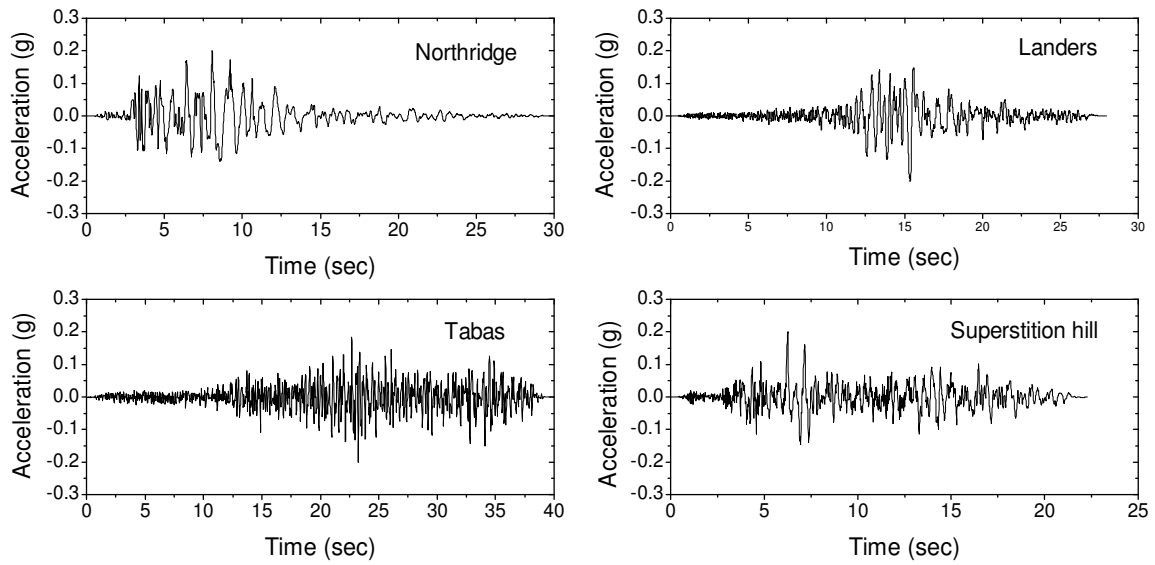 Acceleration (g)
0.3
0.2
0.1
0.0
-0.1
-0.2
-0.3
Northridge
0 5 10 15 20 25 30
Time (sec)
Acceleration (g)
0.3
0.2
0.1
0.0
-0.1
-0.2
-0.3
Landers
0 5 10 15 20 25 30
Time (sec)
Acceleration (g)
0.3
0.2
0.1
0.0
-0.1
-0.2
-0.3
Tabas
0 5 10 15 20 25 30 35 40
Time (sec)
Acceleration (g)
0.3
0.2
0.1
0.0
-0.1
-0.2
-0.3
Superstition hill
0 5 10 15 20 25
Time (sec)